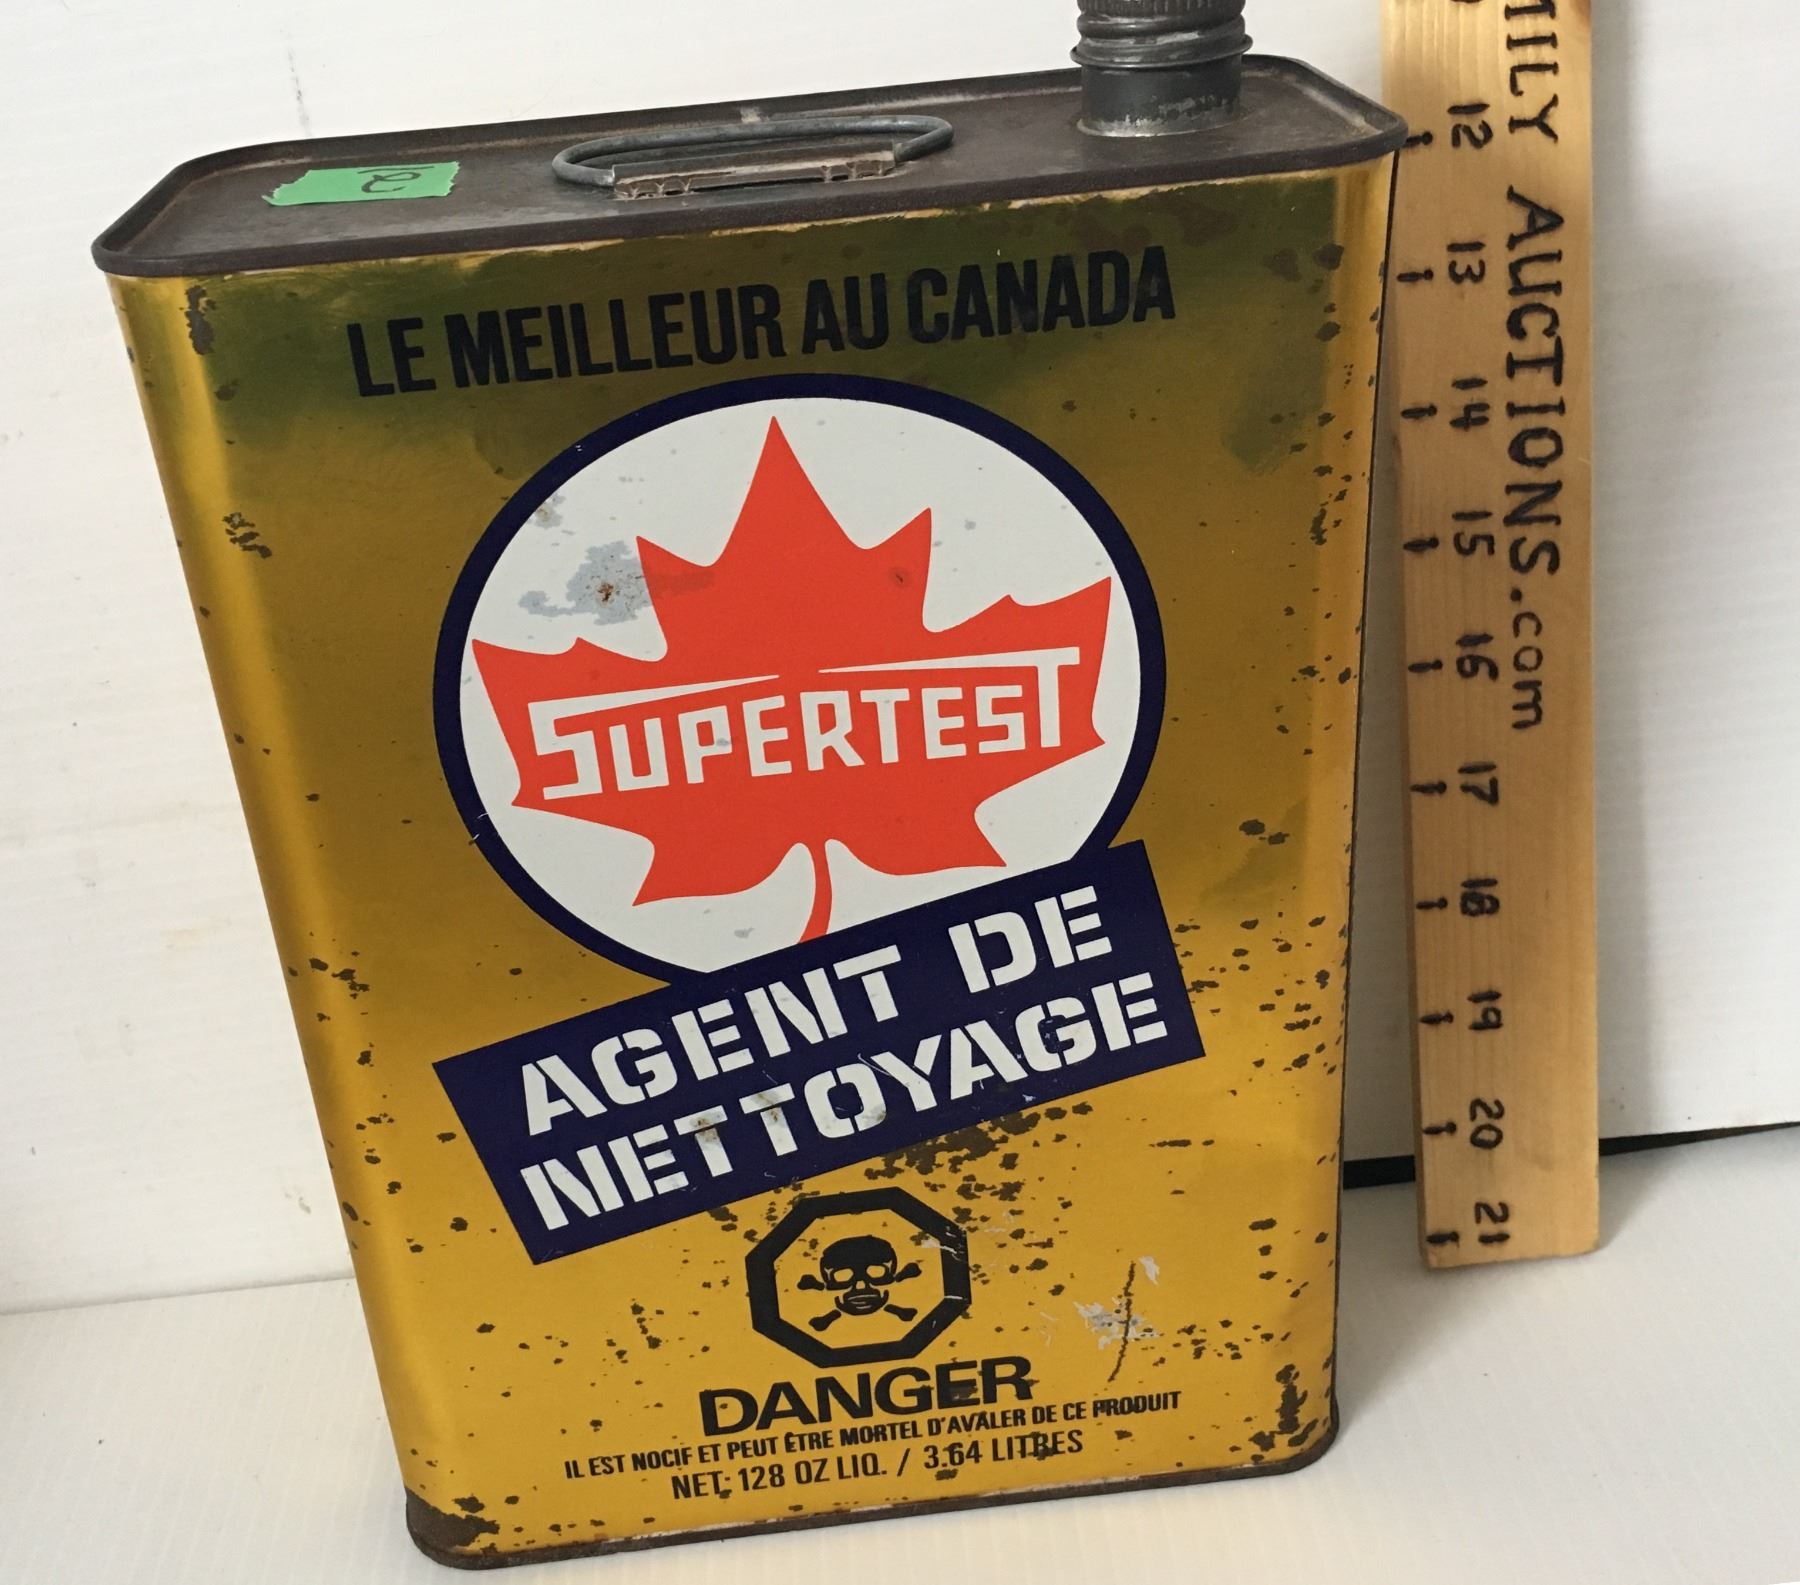 12
LE MEILLEUR AU CANADA
SUPERTEST
AGENT DE
NETTOYAGE
DANGER
IL EST NOCIF ET PEUT ÊTRE MORTEL D'AVALER DE CE PRODUIT
NET: 128 OZ LIQ. / 3.64 LITRES
MILY AUCTIONS.com
12
13
14
15
16
17
18
19
20
21